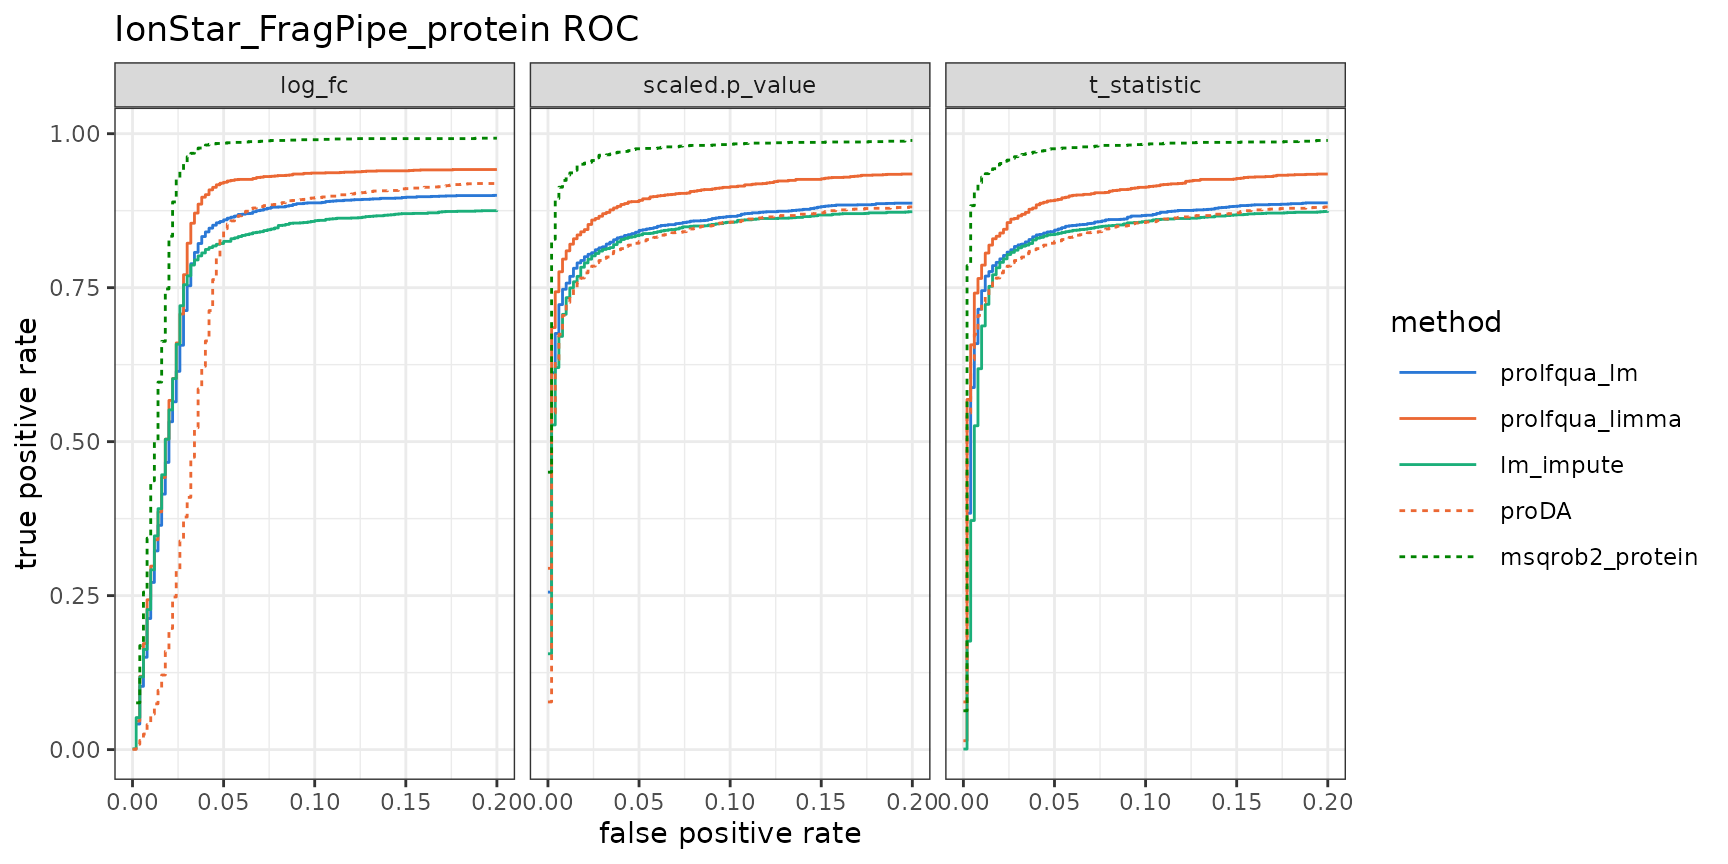 IonStar_FragPipe_protein ROC
log_fc
scaled.p_value
t_statistic
1.00
0.75
0.50
0.25
0.00
true positive rate
0.00 0.05 0.10 0.15 0.20
0.00 0.05 0.10 0.15 0.20
0.00 0.05 0.10 0.15 0.20
false positive rate
method
prolfqua_lm
prolfqua_limma
lm_impute
proDA
msqrob2_protein